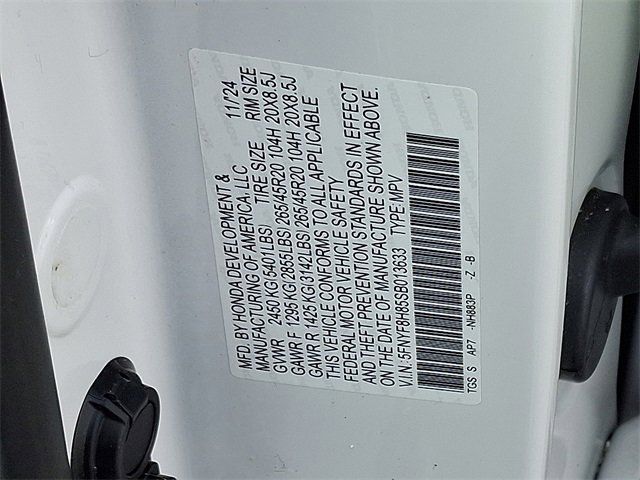 MFD. BY HONDA DEVELOPMENT & 11/24
MANUFACTURING OF AMERICA, LLC
GVWR 2450 KG(5401LBS) TIRE SIZE RIM SIZE
GAWR F 1295 KG(2855LBS) 265/45R20 104H 20X8.5J
GAWR R 1425 KG(3142LBS) 265/45R20 104H 20X8.5J
THIS VEHICLE CONFORMS TO ALL APPLICABLE
FEDERAL MOTOR VEHICLE SAFETY
AND THEFT PREVENTION STANDARDS IN EFFECT
ON THE DATE OF MANUFACTURE SHOWN ABOVE.
V.I.N.: 5FNYF8H85SB013633 TYPE:MPV
TGS S AP7 -NH883P -Z -B